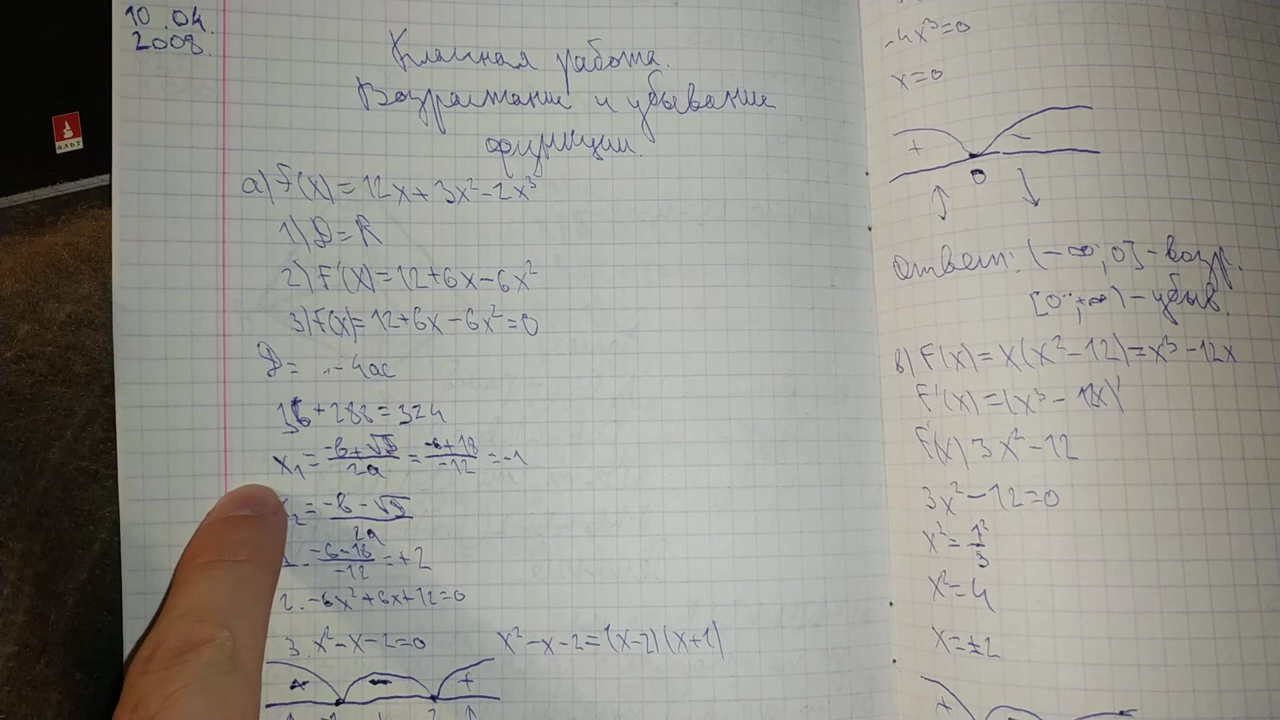 10.04.
2008.
Классная работа.
Возрастание и убывание
функции.
а) f(x) = 12x + 3x² - 2x³
1) D = R
2) F'(x) = 12 + 6x - 6x²
3) f'(x) = 12 + 6x - 6x² = 0
D = ... - 4ac
36 + 288 = 324
x₁ = (-b + √D)/2a = (-6 + 18)/-12 = -1
₂ = (-b - √D)/2a
(-6 - 18)/-12 = +2
2. -6x² + 6x + 12 = 0
3. x² - x - 2 = 0 x² - x - 2 = (x - 2)(x + 1)
+ - +
АЛЬТ
-4x³ = 0
x = 0
+ -
0
Ответ: (-∞; 0] - возр.
[0; +∞) - убыв.
в) F(x) = x(x² - 12) = x³ - 12x
F'(x) = (x³ - 12x)'
F'(x) 3x² - 12
3x² - 12 = 0
x² = 12/3
x² = 4
x = ±2
+ -